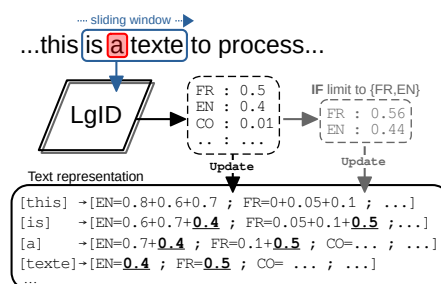 sliding window
...this is a texte to process...
LgID
FR : 0.5
EN : 0.4
CO : 0.01
.. : ...
IF limit to {FR,EN}
FR : 0.56
EN : 0.44
Update
Update
Text representation
[this] →[EN=0.8+0.6+0.7 ; FR=0+0.05+0.1 ; ...]
[is] →[EN=0.6+0.7+0.4 ; FR=0.05+0.1+0.5 ;...]
[a] →[EN=0.7+0.4 ; FR=0.1+0.5 ; CO=... ; ...]
[texte]→[EN=0.4 ; FR=0.5 ; CO= ... ; ...]
...